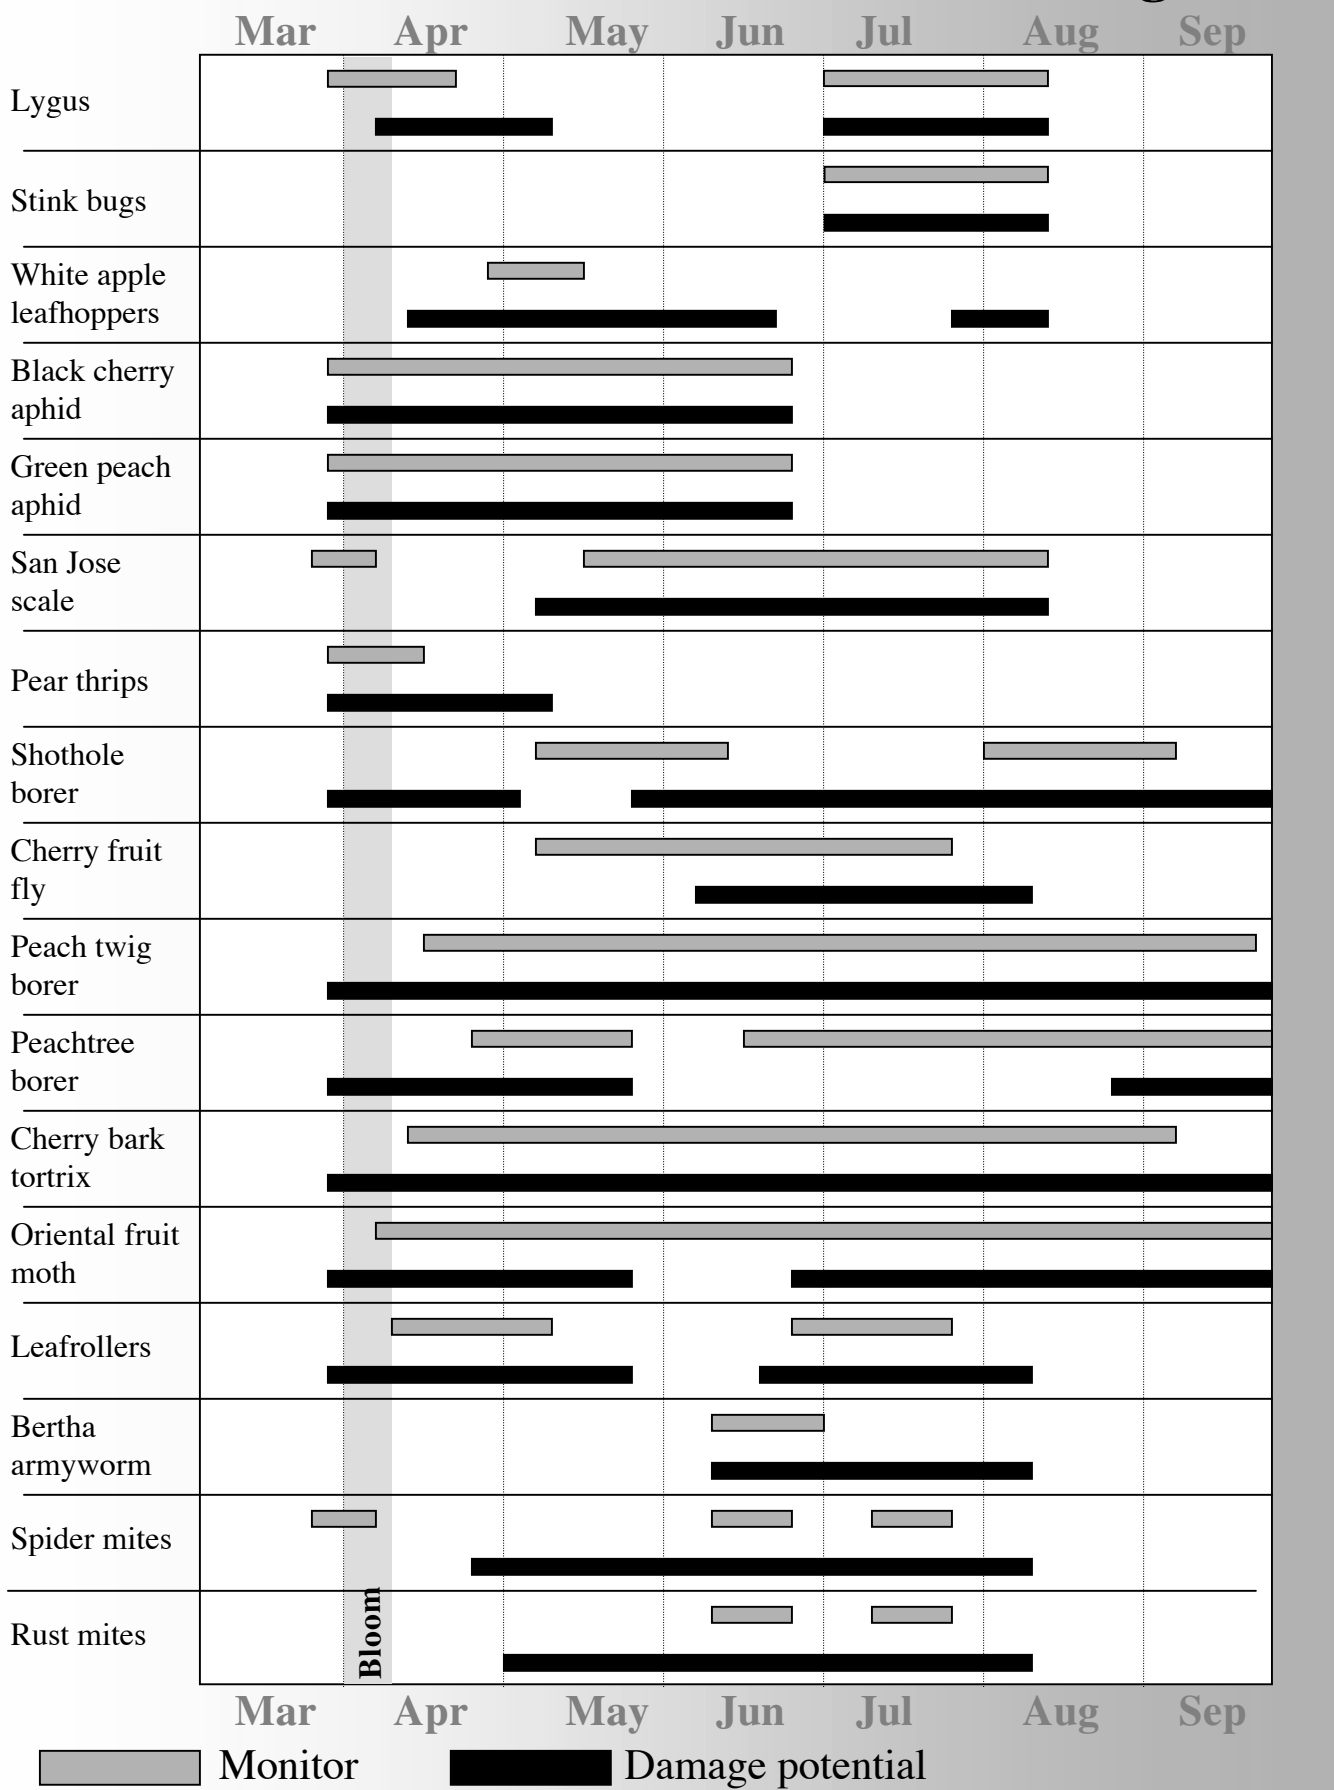 Mar Apr May Jun Jul Aug Sep
Lygus
Stink bugs
White apple
leafhoppers
Black cherry
aphid
Green peach
aphid
San Jose
scale
Pear thrips
Shothole
borer
Cherry fruit
fly
Peach twig
borer
Peachtree
borer
Cherry bark
tortrix
Oriental fruit
moth
Leafrollers
Bertha
armyworm
Spider mites
Rust mites
Bloom
Mar Apr May Jun Jul Aug Sep
Monitor Damage potential